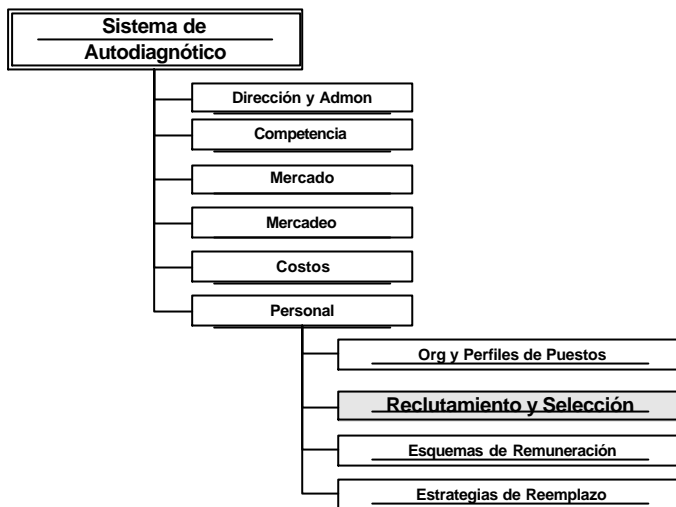 Sistema de
Autodiagnótico
Dirección y Admon
Competencia
Mercado
Mercadeo
Costos
Personal
Org y Perfiles de Puestos
Reclutamiento y Selección
Esquemas de Remuneración
Estrategias de Reemplazo